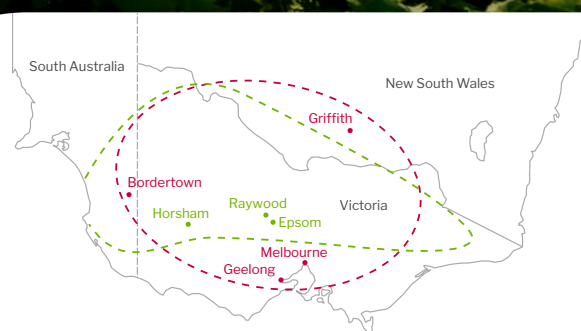 South Australia
New South Wales
Griffith
Bordertown
Raywood
Victoria
Horsham
Epsom
Melbourne
Geelong